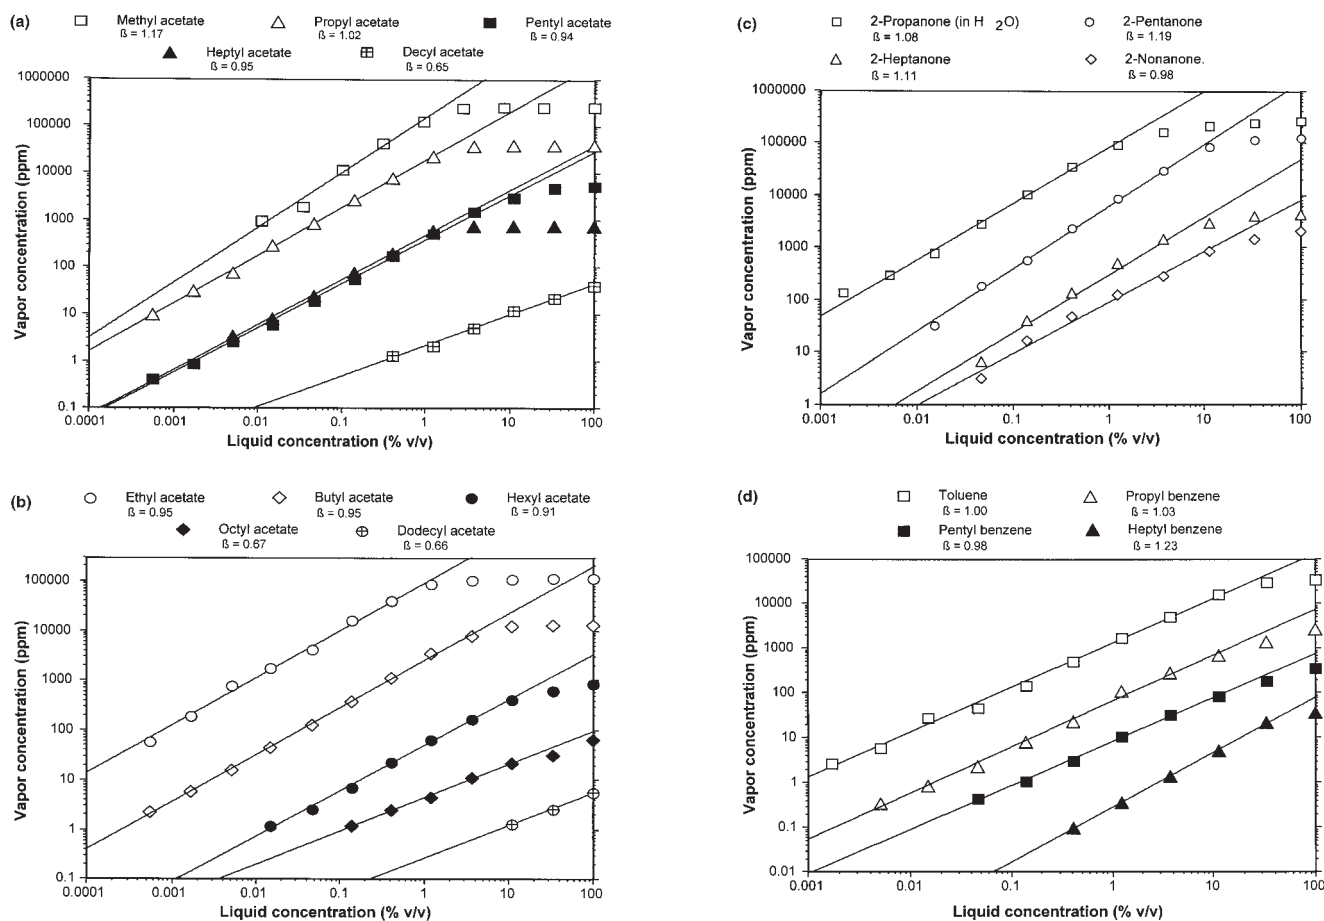 (a)
Methyl acetate Propyl acetate Pentyl acetate
ß = 1.17 ß = 1.02 ß = 0.94
Heptyl acetate Decyl acetate
ß = 0.95 ß = 0.65
1000000
100000
10000
1000
100
10
1
0.1
Vapor concentration (ppm)
0.0001 0.001 0.01 0.1 1 10 100
Liquid concentration (% v/v)
(b)
Ethyl acetate Butyl acetate Hexyl acetate
ß = 0.95 ß = 0.95 ß = 0.91
Octyl acetate Dodecyl acetate
ß = 0.67 ß = 0.66
100000
10000
1000
100
10
1
0.1
Vapor concentration (ppm)
0.0001 0.001 0.01 0.1 1 10 100
Liquid concentration (% v/v)
(c)
2-Propanone (in H 2O) 2-Pentanone
ß = 1.08 ß = 1.19
2-Heptanone 2-Nonanone.
ß = 1.11 ß = 0.98
1000000
100000
10000
1000
100
10
1
Vapor concentration (ppm)
0.001 0.01 0.1 1 10 100
Liquid concentration (% v/v)
(d)
Toluene Propyl benzene
ß = 1.00 ß = 1.03
Pentyl benzene Heptyl benzene
ß = 0.98 ß = 1.23
100000
10000
1000
100
10
1
0.1
0.01
Vapor concentration (ppm)
0.001 0.01 0.1 1 10 100
Liquid concentration (% v/v)